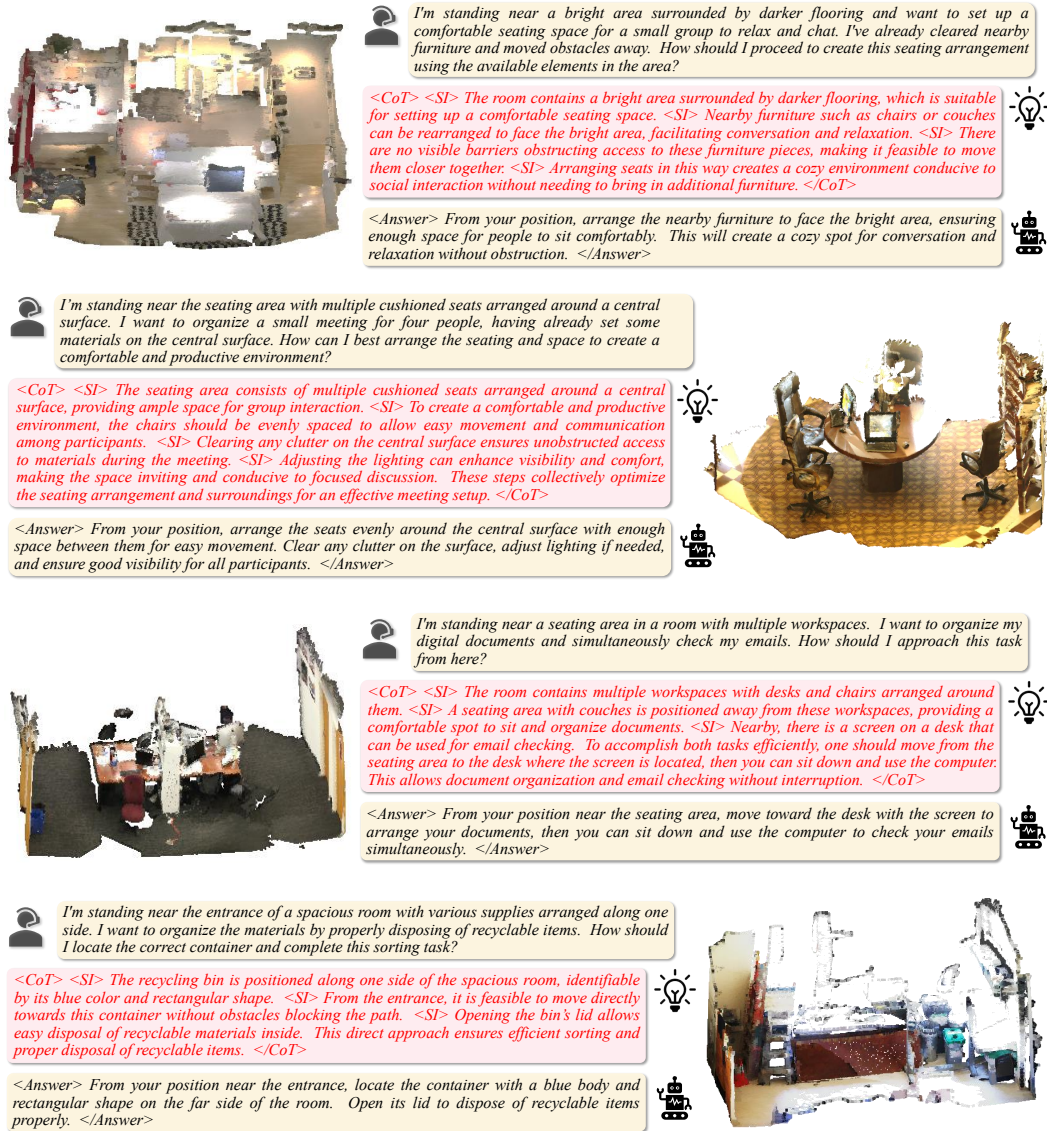 I'm standing near a bright area surrounded by darker flooring and want to set up a
comfortable seating space for a small group to relax and chat. I've already cleared nearby
furniture and moved obstacles away. How should I proceed to create this seating arrangement
using the available elements in the area?
<CoT> <SI> The room contains a bright area surrounded by darker flooring, which is suitable
for setting up a comfortable seating space. <SI> Nearby furniture such as chairs or couches
can be rearranged to face the bright area, facilitating conversation and relaxation. <SI> There
are no visible barriers obstructing access to these furniture pieces, making it feasible to move
them closer together. <SI> Arranging seats in this way creates a cozy environment conducive to
social interaction without needing to bring in additional furniture. </CoT>
<Answer> From your position, arrange the nearby furniture to face the bright area, ensuring
enough space for people to sit comfortably. This will create a cozy spot for conversation and
relaxation without obstruction. </Answer>
I'm standing near the seating area with multiple cushioned seats arranged around a central
surface. I want to organize a small meeting for four people, having already set some
materials on the central surface. How can I best arrange the seating and space to create a
comfortable and productive environment?
<CoT> <SI> The seating area consists of multiple cushioned seats arranged around a central
surface, providing ample space for group interaction. <SI> To create a comfortable and productive
environment, the chairs should be evenly spaced to allow easy movement and communication
among participants. <SI> Clearing any clutter on the central surface ensures unobstructed access
to materials during the meeting. <SI> Adjusting the lighting can enhance visibility and comfort,
making the space inviting and conducive to focused discussion. These steps collectively optimize
the seating arrangement and surroundings for an effective meeting setup. </CoT>
<Answer> From your position, arrange the seats evenly around the central surface with enough
space between them for easy movement. Clear any clutter on the surface, adjust lighting if needed,
and ensure good visibility for all participants. </Answer>
I'm standing near a seating area in a room with multiple workspaces. I want to organize my
digital documents and simultaneously check my emails. How should I approach this task
from here?
<CoT> <SI> The room contains multiple workspaces with desks and chairs arranged around
them. <SI> A seating area with couches is positioned away from these workspaces, providing a
comfortable spot to sit and organize documents. <SI> Nearby, there is a screen on a desk that
can be used for email checking. To accomplish both tasks efficiently, one should move from the
seating area to the desk where the screen is located, then you can sit down and use the computer.
This allows document organization and email checking without interruption. </CoT>
<Answer> From your position near the seating area, move toward the desk with the screen to
arrange your documents, then you can sit down and use the computer to check your emails
simultaneously. </Answer>
I'm standing near the entrance of a spacious room with various supplies arranged along one
side. I want to organize the materials by properly disposing of recyclable items. How should
I locate the correct container and complete this sorting task?
<CoT> <SI> The recycling bin is positioned along one side of the spacious room, identifiable
by its blue color and rectangular shape. <SI> From the entrance, it is feasible to move directly
towards this container without obstacles blocking the path. <SI> Opening the bin's lid allows
easy disposal of recyclable materials inside. This direct approach ensures efficient sorting and
proper disposal of recyclable items. </CoT>
<Answer> From your position near the entrance, locate the container with a blue body and
rectangular shape on the far side of the room. Open its lid to dispose of recyclable items
properly. </Answer>